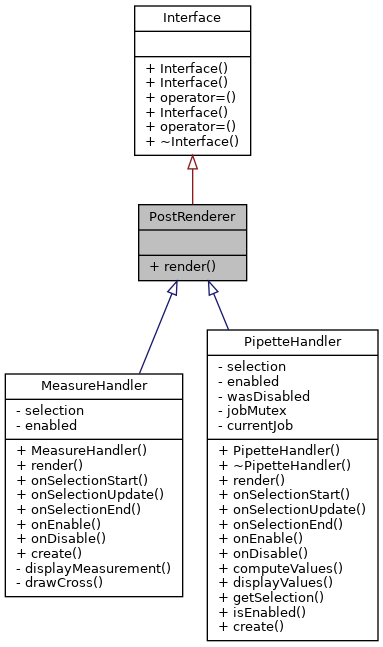 Interface
+ Interface()
+ Interface()
+ operator=()
+ Interface()
+ operator=()
+ ~Interface()
PostRenderer
+ render()
MeasureHandler
- selection
- enabled
+ MeasureHandler()
+ render()
+ onSelectionStart()
+ onSelectionUpdate()
+ onSelectionEnd()
+ onEnable()
+ onDisable()
+ create()
- displayMeasurement()
- drawCross()
PipetteHandler
- selection
- enabled
- wasDisabled
- jobMutex
- currentJob
+ PipetteHandler()
+ ~PipetteHandler()
+ render()
+ onSelectionStart()
+ onSelectionUpdate()
+ onSelectionEnd()
+ onEnable()
+ onDisable()
+ computeValues()
+ displayValues()
+ getSelection()
+ isEnabled()
+ create()